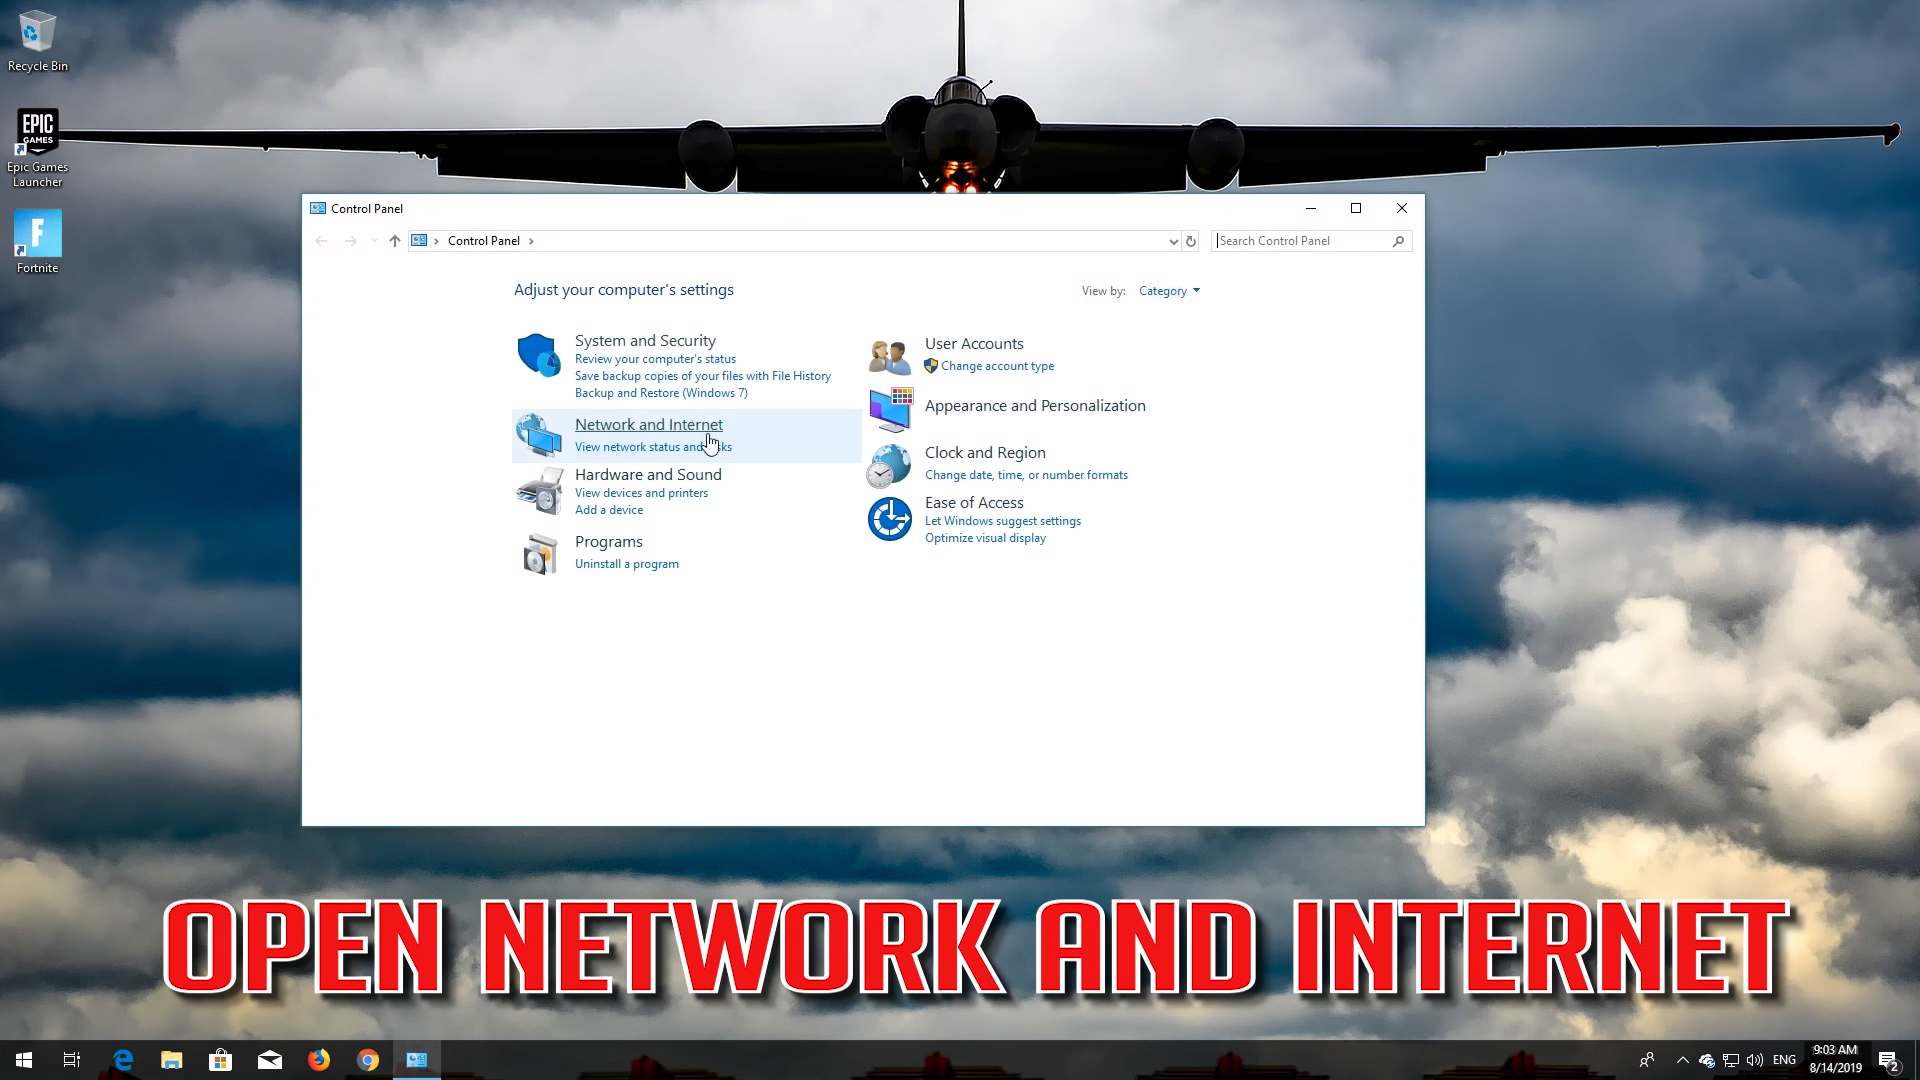 Recycle Bin
EPIC
GAMES
Epic Games
Launcher
F
Fortnite
Control Panel
Control Panel
Search Control Panel
Adjust your computer's settings
View by: Category
System and Security
Review your computer's status
Save backup copies of your files with File History
Backup and Restore (Windows 7)
Network and Internet
View network status and
Hardware and Sound
View devices and printers
Add a device
Programs
Uninstall a program
User Accounts
Change account type
Appearance and Personalization
Clock and Region
Change date, time, or number formats
Ease of Access
Let Windows suggest settings
Optimize visual display
OPEN NETWORK AND INTERNET
ENG
9:03 AM
8/14/2019
2